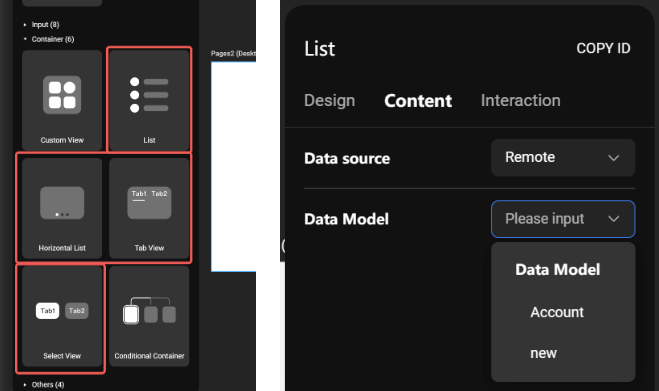 Input (8)
Container (6)
Custom View
List
Horizontal List
Tab1 Tab2
Tab View
Tab1 Tab2
Select View
Conditional Container
Others (4)
Pages2 (Deskt
List
COPY ID
Design Content Interaction
Data source
Remote
Data Model
Please input
Data Model
Account
new